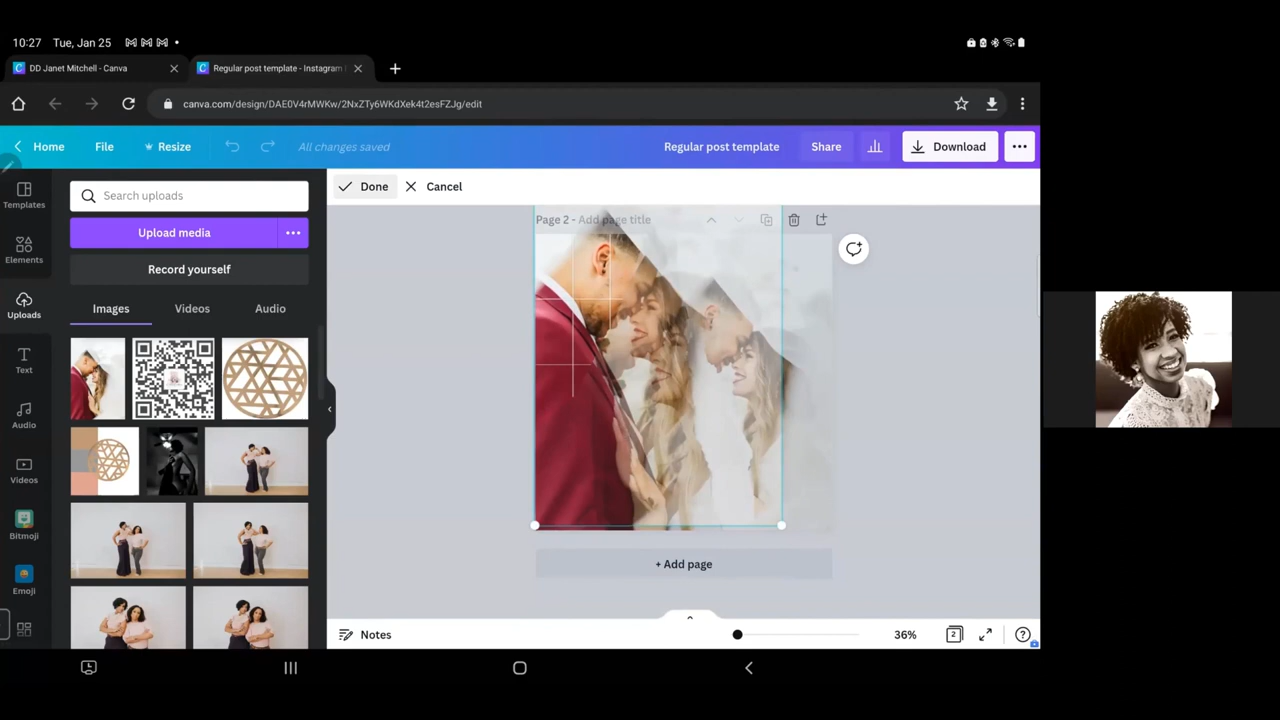 10:27 Tue, Jan 25
DD Janet Mitchell - Canva
Regular post template - Instagram
canva.com/design/DAE0V4rMWKw/2NxZTy6WKdXek4t2esFZJg/edit
Home File Resize All changes saved Regular post template Share Download
Templates
Elements
Uploads
Text
Audio
Videos
Bitmoji
Emoji
Search uploads
Upload media
Record yourself
Images Videos Audio
Done Cancel
Page 2 - Add page title
+ Add page
Notes 36% 2 ?